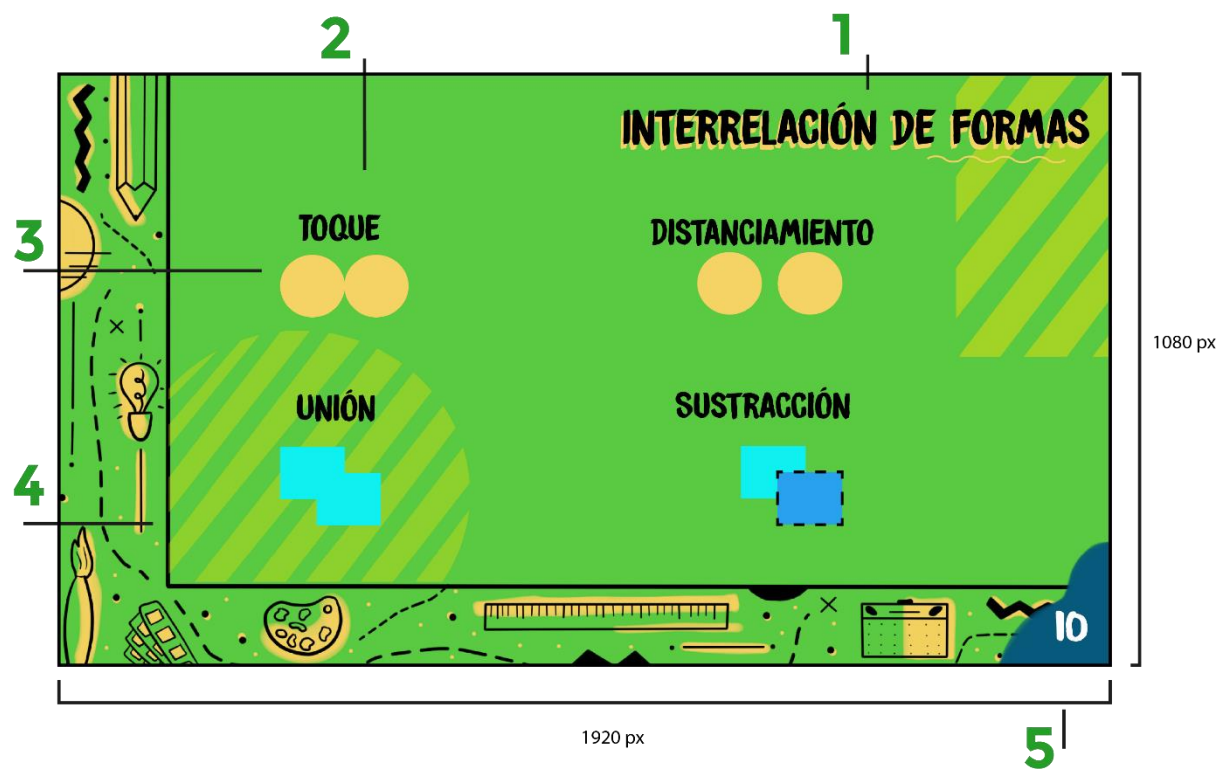 2
1
INTERRELACIÓN DE FORMAS
3
TOQUE
DISTANCIAMIENTO
1080 px
UNIÓN
SUSTRACCIÓN
4
10
1920 px
5